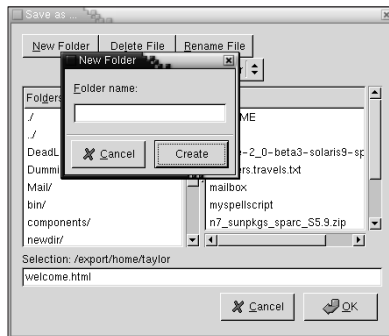 Save as ...
New Folder Delete File Rename File
New Folder
Folder name:
Cancel Create
Folders
./
../
DeadL
Dummi
Mail/
bin/
components/
newdir/
ME
-2_0-beta3-solaris9-sp
ers.travels.txt
mailbox
myspellscript
n7_sunpkgs_sparc_S5.9.zip
Selection: /export/home/taylor
welcome.html
Cancel OK